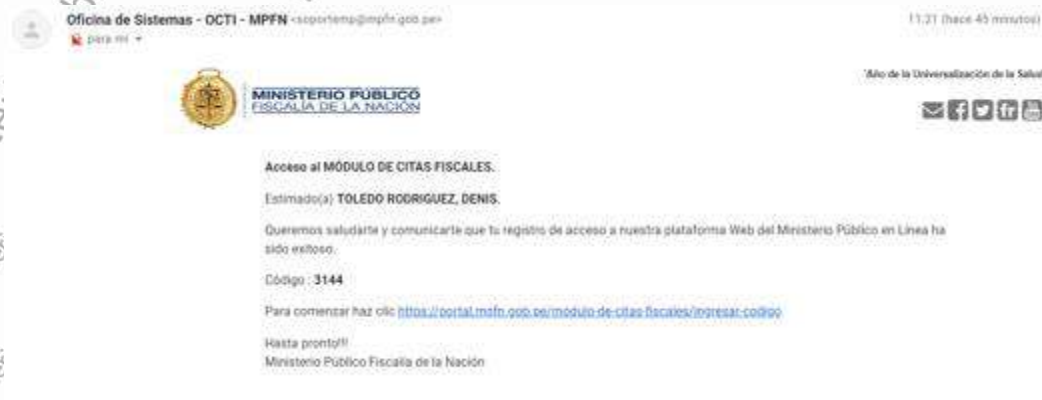 Oficina de Sistemas - OCTI - MPFN <soportemp@mpfn.gob.pe>
11:21 (hace 45 minutos)
para mí
"Año de la Universalización de la Salud
MINISTERIO PÚBLICO
FISCALÍA DE LA NACIÓN
Acceso al MÓDULO DE CITAS FISCALES.
Estimado(a) TOLEDO RODRIGUEZ, DENIS.
Queremos saludarte y comunicarte que tu registro de acceso a nuestra plataforma Web del Ministerio Público en Línea ha
sido exitoso.
Código : 3144
Para comenzar haz clic https://portal.mpfn.gob.pe/modulo-de-citas-fiscales/ingresar-codigo
Hasta pronto!!!
Ministerio Público Fiscalía de la Nación